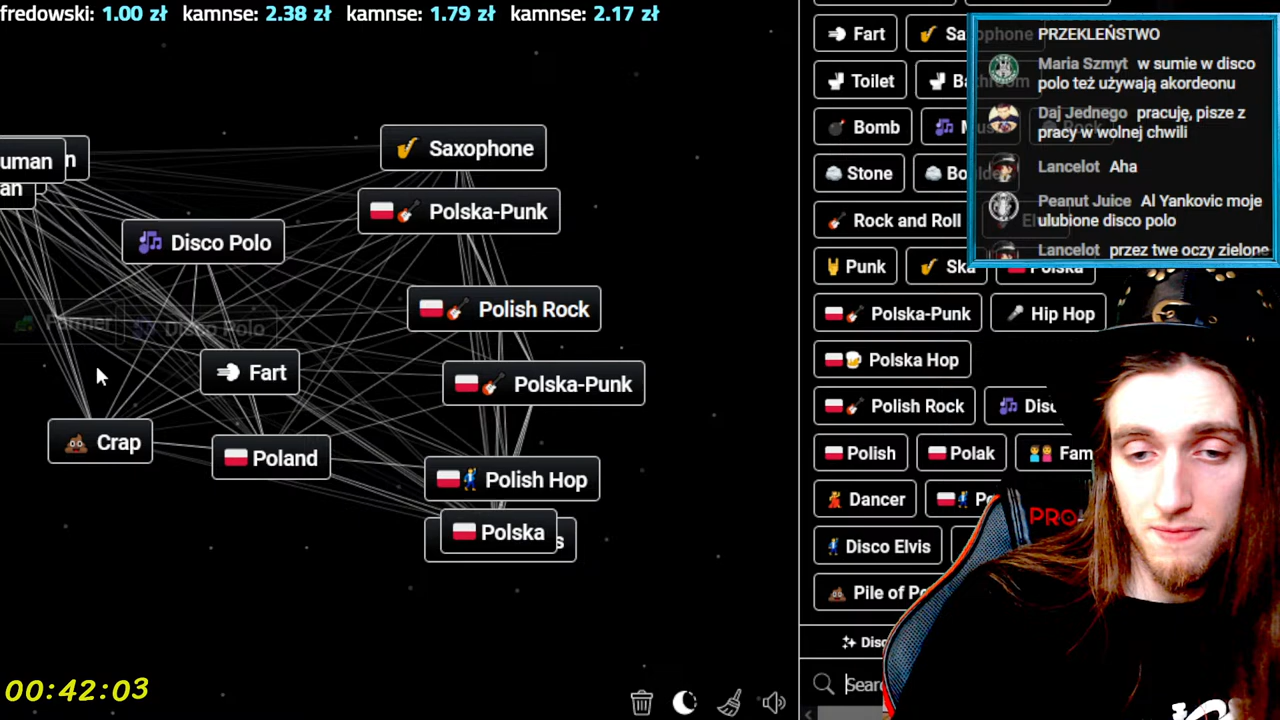 fredowski: 1.00 zł kamnse: 2.38 zł kamnse: 1.79 zł kamnse: 2.17 zł
Saxophone
Polska-Punk
Disco Polo
Polish Rock
Farmer
Disco Polo
Fart
Polska-Punk
Crap
Poland
Polish Hop
Polska
00:42:03
Fart
Toilet
Bomb
Stone
Rock and Roll
Punk
Ska
Polska
Polska-Punk
Hip Hop
Polska Hop
Polish Rock
Polish
Polak
Dancer
Disco Elvis
PRZEKLEŃSTWO
Maria Szmyt w sumie w disco
polo też używają akordeonu
Daj Jednego pracuję, pisze z
pracy w wolnej chwili
Lancelot Aha
Peanut Juice Al Yankovic moje
ulubione disco polo
Lancelot przez twe oczy zielone